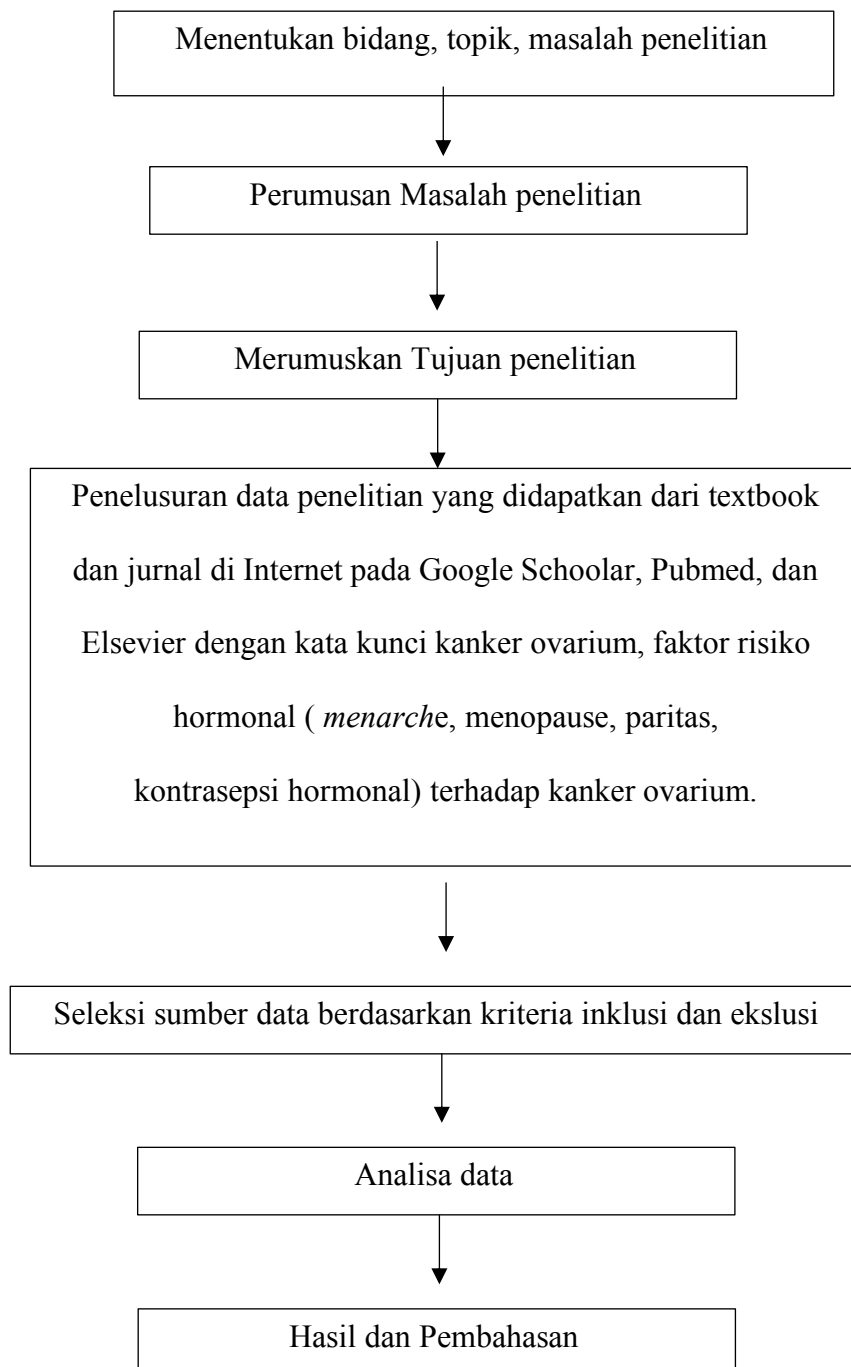 Menentukan bidang, topik, masalah penelitian
Perumusan Masalah penelitian
Merumuskan Tujuan penelitian
Penelusuran data penelitian yang didapatkan dari textbook
dan jurnal di Internet pada Google Schoolar, Pubmed, dan
Elsevier dengan kata kunci kanker ovarium, faktor risiko
hormonal ( menarche, menopause, paritas,
kontrasepsi hormonal) terhadap kanker ovarium.
Seleksi sumber data berdasarkan kriteria inklusi dan ekslusi
Analisa data
Hasil dan Pembahasan